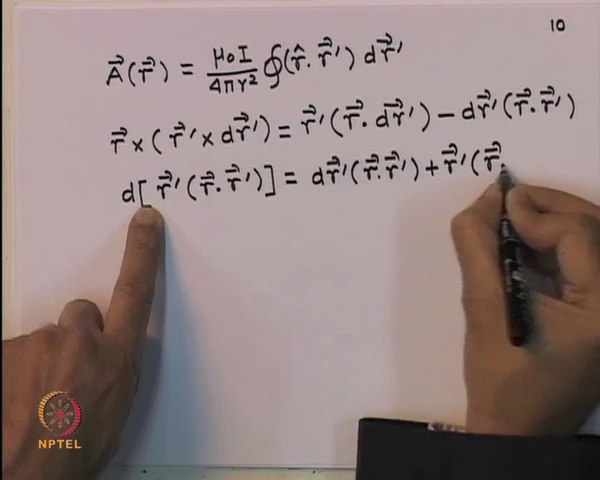 10
A⃗(r⃗) = μ₀I/4πr² ∮(r̂. r⃗′) dr⃗′
r⃗ × (r⃗′ × dr⃗′) = r⃗′(r⃗. dr⃗′) − dr⃗′(r⃗. r⃗′)
d[r⃗′(r⃗. r⃗′)] = dr⃗′(r⃗. r⃗′) + r⃗′(r⃗.
NPTEL